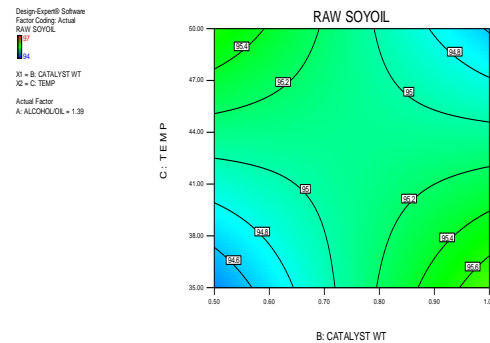 Design-Expert® Software
Factor Coding: Actual
RAW SOYOIL
97
94
X1 = B: CATALYST WT
X2 = C: TEMP
Actual Factor
A: ALCOHOL/OIL = 1.39
RAW SOYOIL
50.00
47.00
44.00
41.00
38.00
35.00
C: TEMP
95.4
95.2
95
94.8
95
95.2
94.8
95.4
94.6
95.6
0.50
0.60
0.70
0.80
0.90
1.0
B: CATALYST WT